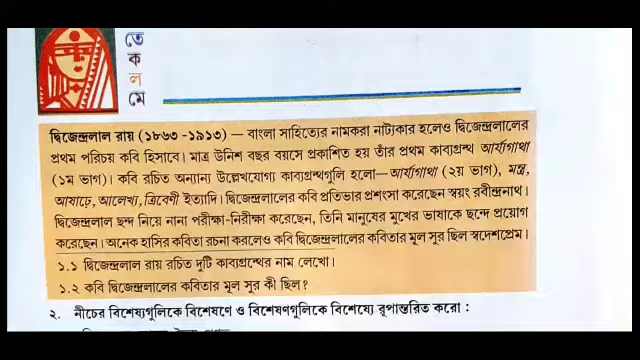 তে
ক
ল
মে
দ্বিজেন্দ্রলাল রায় (১৮৬৩ -১৯১৩) — বাংলা সাহিত্যের নামকরা নাট্যকার হলেও দ্বিজেন্দ্রলালের
প্রথম পরিচয় কবি হিসাবে। মাত্র উনিশ বছর বয়সে প্রকাশিত হয় তাঁর প্রথম কাব্যগ্রন্থ আর্য্যগাথা
(১ম ভাগ)। কবি রচিত অন্যান্য উল্লেখযোগ্য কাব্যগ্রন্থগুলি হলো—আর্য্যগাথা (২য় ভাগ), মন্ত্র,
আষাঢ়ে, আলেখ্য, ত্রিবেণী ইত্যাদি। দ্বিজেন্দ্রলালের কবি প্রতিভার প্রশংসা করেছেন স্বয়ং রবীন্দ্রনাথ।
দ্বিজেন্দ্রলাল ছন্দ নিয়ে নানা পরীক্ষা-নিরীক্ষা করেছেন, তিনি মানুষের মুখের ভাষাকে ছন্দে প্রয়োগ
করেছেন। অনেক হাসির কবিতা রচনা করলেও কবি দ্বিজেন্দ্রলালের কবিতার মূল সুর ছিল স্বদেশপ্রেম।
১.১ দ্বিজেন্দ্রলাল রায় রচিত দুটি কাব্যগ্রন্থের নাম লেখো।
১.২ কবি দ্বিজেন্দ্রলালের কবিতার মূল সুর কী ছিল?
২. নীচের বিশেষ্যগুলিকে বিশেষণে ও বিশেষণগুলিকে বিশেষ্যে রূপান্তরিত করো :